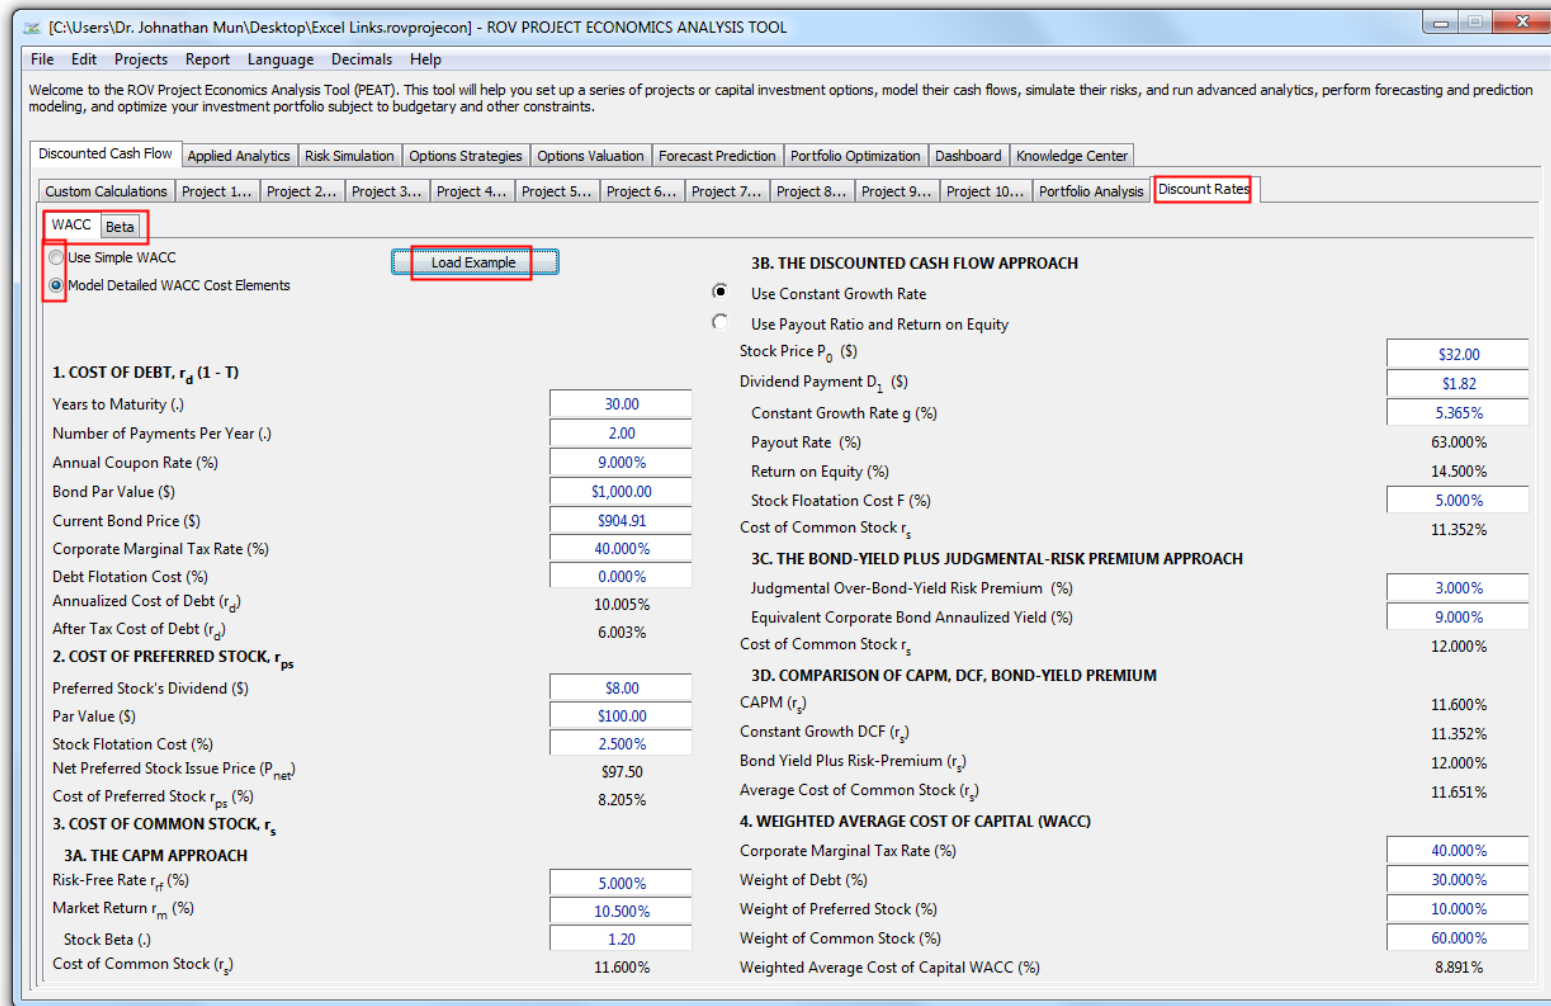 [C:\Users\Dr. Johnathan Mun\Desktop\Excel Links.rovprojecon] - ROV PROJECT ECONOMICS ANALYSIS TOOL
File Edit Projects Report Language Decimals Help
Welcome to the ROV Project Economics Analysis Tool (PEAT). This tool will help you set up a series of projects or capital investment options, model their cash flows, simulate their risks, and run advanced analytics, perform forecasting and prediction
modeling, and optimize your investment portfolio subject to budgetary and other constraints.
Discounted Cash Flow Applied Analytics Risk Simulation Options Strategies Options Valuation Forecast Prediction Portfolio Optimization Dashboard Knowledge Center
Custom Calculations Project 1... Project 2... Project 3... Project 4... Project 5... Project 6... Project 7... Project 8... Project 9... Project 10... Portfolio Analysis Discount Rates
WACC Beta
Use Simple WACC
Load Example
Model Detailed WACC Cost Elements
1. COST OF DEBT, rd (1 - T)
Years to Maturity (.) 30.00
Number of Payments Per Year (.) 2.00
Annual Coupon Rate (%) 9.000%
Bond Par Value ($) $1,000.00
Current Bond Price ($) $904.91
Corporate Marginal Tax Rate (%) 40.000%
Debt Flotation Cost (%) 0.000%
Annualized Cost of Debt (rd) 10.005%
After Tax Cost of Debt (rd) 6.003%
2. COST OF PREFERRED STOCK, rps
Preferred Stock's Dividend ($) $8.00
Par Value ($) $100.00
Stock Flotation Cost (%) 2.500%
Net Preferred Stock Issue Price (Pnet) $97.50
Cost of Preferred Stock rps (%) 8.205%
3. COST OF COMMON STOCK, rs
3A. THE CAPM APPROACH
Risk-Free Rate rrf (%) 5.000%
Market Return rm (%) 10.500%
Stock Beta (.) 1.20
Cost of Common Stock (rs) 11.600%
3B. THE DISCOUNTED CASH FLOW APPROACH
Use Constant Growth Rate
Use Payout Ratio and Return on Equity
Stock Price P0 ($) $32.00
Dividend Payment D1 ($) $1.82
Constant Growth Rate g (%) 5.365%
Payout Rate (%) 63.000%
Return on Equity (%) 14.500%
Stock Floatation Cost F (%) 5.000%
Cost of Common Stock rs 11.352%
3C. THE BOND-YIELD PLUS JUDGMENTAL-RISK PREMIUM APPROACH
Judgmental Over-Bond-Yield Risk Premium (%) 3.000%
Equivalent Corporate Bond Annaulized Yield (%) 9.000%
Cost of Common Stock rs 12.000%
3D. COMPARISON OF CAPM, DCF, BOND-YIELD PREMIUM
CAPM (rs) 11.600%
Constant Growth DCF (rs) 11.352%
Bond Yield Plus Risk-Premium (rs) 12.000%
Average Cost of Common Stock (rs) 11.651%
4. WEIGHTED AVERAGE COST OF CAPITAL (WACC)
Corporate Marginal Tax Rate (%) 40.000%
Weight of Debt (%) 30.000%
Weight of Preferred Stock (%) 10.000%
Weight of Common Stock (%) 60.000%
Weighted Average Cost of Capital WACC (%) 8.891%